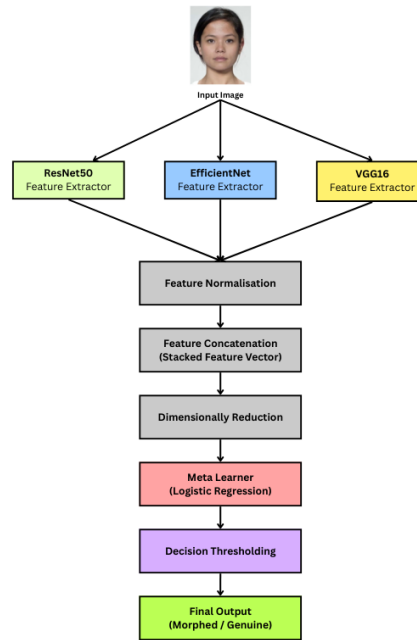 Input Image
ResNet50
Feature Extractor
EfficientNet
Feature Extractor
VGG16
Feature Extractor
Feature Normalisation
Feature Concatenation
(Stacked Feature Vector)
Dimensionally Reduction
Meta Learner
(Logistic Regression)
Decision Thresholding
Final Output
(Morphed / Genuine)